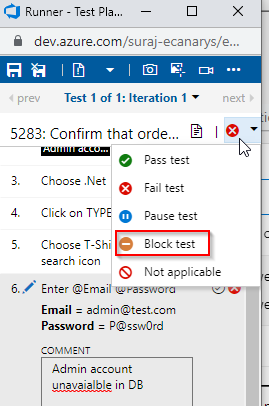 Runner - Test Pla...
dev.azure.com/suraj-ecanarys/e...
prev Test 1 of 1: Iteration 1 next
5283: Confirm that orde...
Admin acco...
Pass test
3. Choose .Net
Fail test
4. Click on TYPE
Pause test
5. Choose T-Shi
search icon
Block test
Not applicable
6. Enter @Email @Password
Email = admin@test.com
Password = P@ssw0rd
COMMENT
Admin account
unavaialble in DB